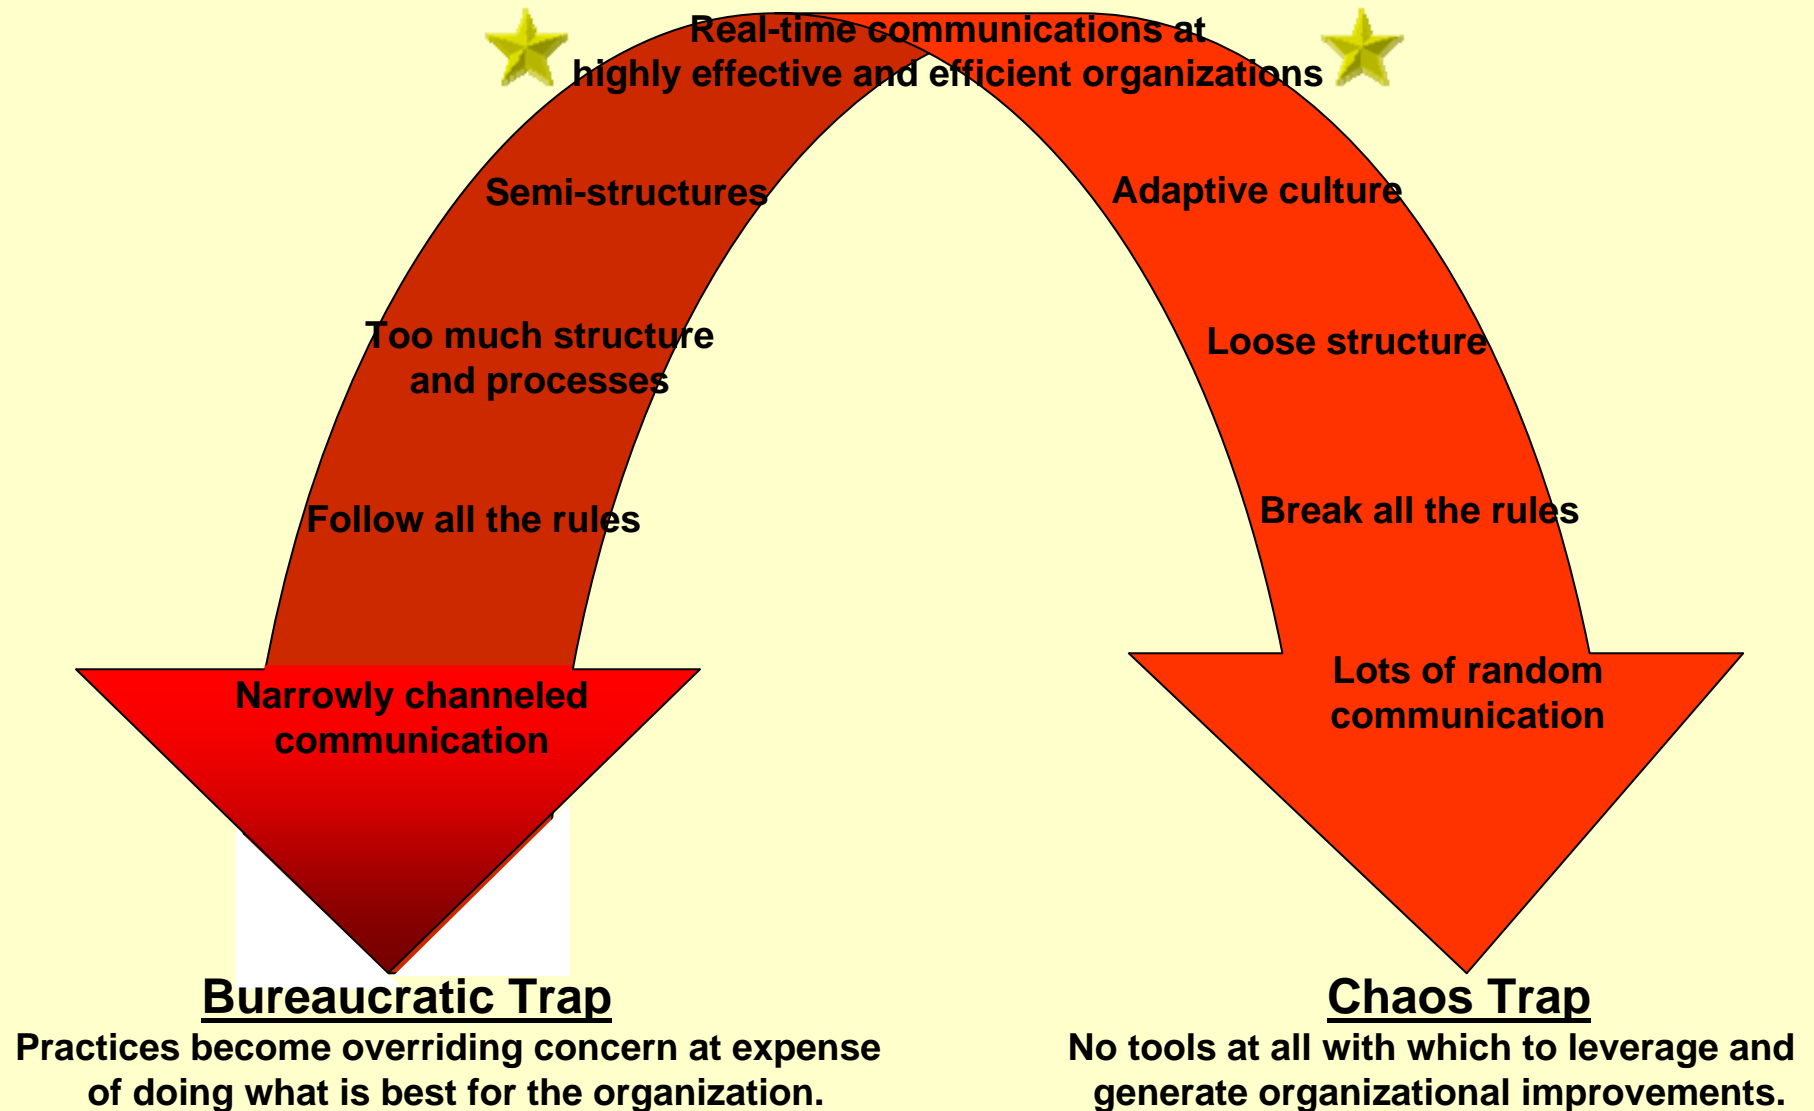 Real-time communications at
highly effective and efficient organizations
Semi-structures
Adaptive culture
Too much structure
and processes
Loose structure
Follow all the rules
Break all the rules
Narrowly channeled
communication
Lots of random
communication
Bureaucratic Trap
Practices become overriding concern at expense
of doing what is best for the organization.
Chaos Trap
No tools at all with which to leverage and
generate organizational improvements.